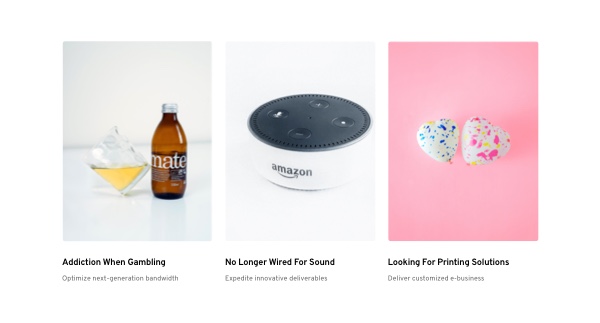 mate
amazon
Addiction When Gambling
No Longer Wired For Sound
Looking For Printing Solutions
Optimize next-generation bandwidth
Expedite innovative deliverables
Deliver customized e-business